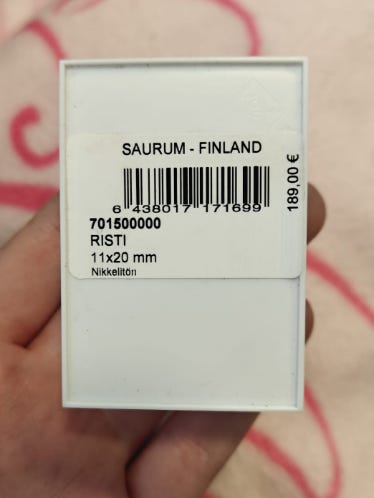 SAURUM - FINLAND
6 438017 171699
701500000
RISTI
11x20 mm
Nikkelitön
189,00 €